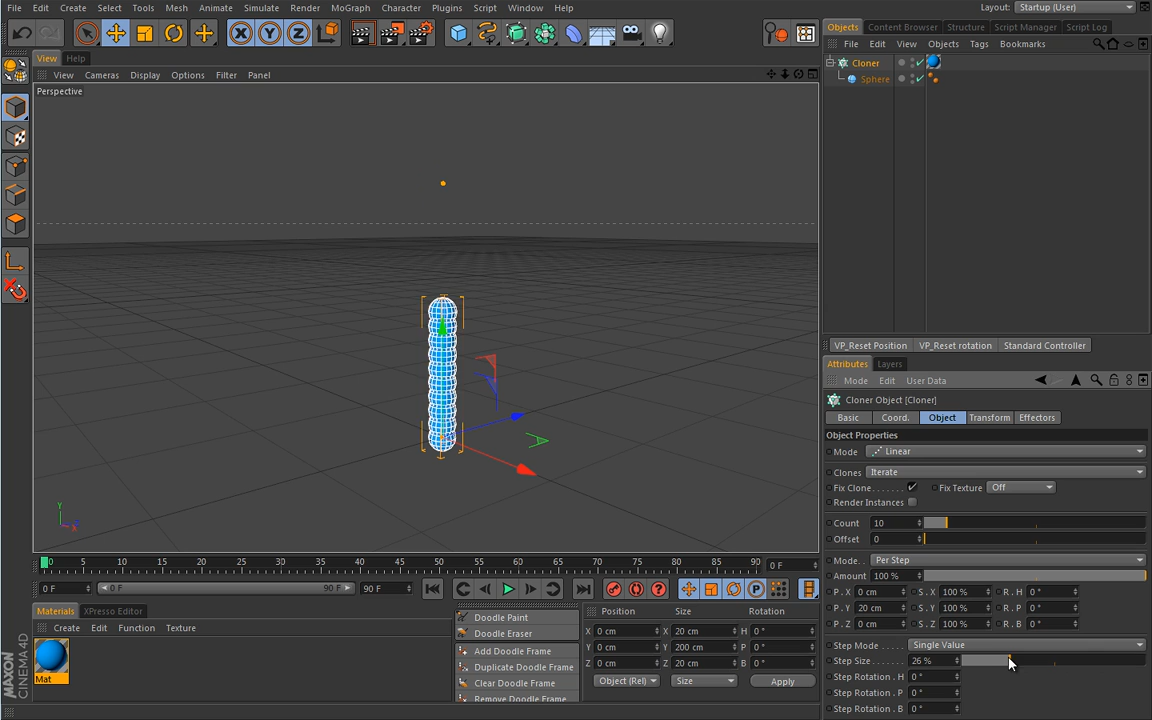 File Edit Create Select Tools Mesh Animate Simulate Render MoGraph Character Plugins Script Window Help Layout: Startup (User)
X Y Z
Objects Content Browser Structure Script Manager Script Log
View Help
File Edit View Objects Tags Bookmarks
View Cameras Display Options Filter Panel
Perspective
Cloner
Sphere
Y
X
VP_Reset Position VP_Reset rotation Standard Controller
Attributes Layers
Mode Edit User Data
Cloner Object [Cloner]
Basic Coord. Object Transform Effectors
Object Properties
Mode Linear
Clones Iterate
Fix Clone....... Fix Texture Off
Render Instances
Count 10
Offset 0
Mode.. Per Step
Amount 100 %
P . X 0 cm S . X 100 % R . H 0 °
P . Y 20 cm S . Y 100 % R . P 0 °
P . Z 0 cm S . Z 100 % R . B 0 °
Step Mode..... Single Value
Step Size....... 26 %
Step Rotation . H 0 °
Step Rotation . P 0 °
Step Rotation . B 0 °
0 5 10 15 20 25 30 35 40 45 50 55 60 65 70 75 80 85 90 0 F
0 F 0 F 90 F 90 F
P
Materials XPresso Editor
Create Edit Function Texture
Mat
Doodle Paint
Doodle Eraser
Add Doodle Frame
Duplicate Doodle Frame
Clear Doodle Frame
Remove Doodle Frame
Position Size Rotation
X 0 cm X 20 cm H 0 °
Y 0 cm Y 200 cm P 0 °
Z 0 cm Z 20 cm B 0 °
Object (Rel) Size Apply
MAXON
CINEMA4D